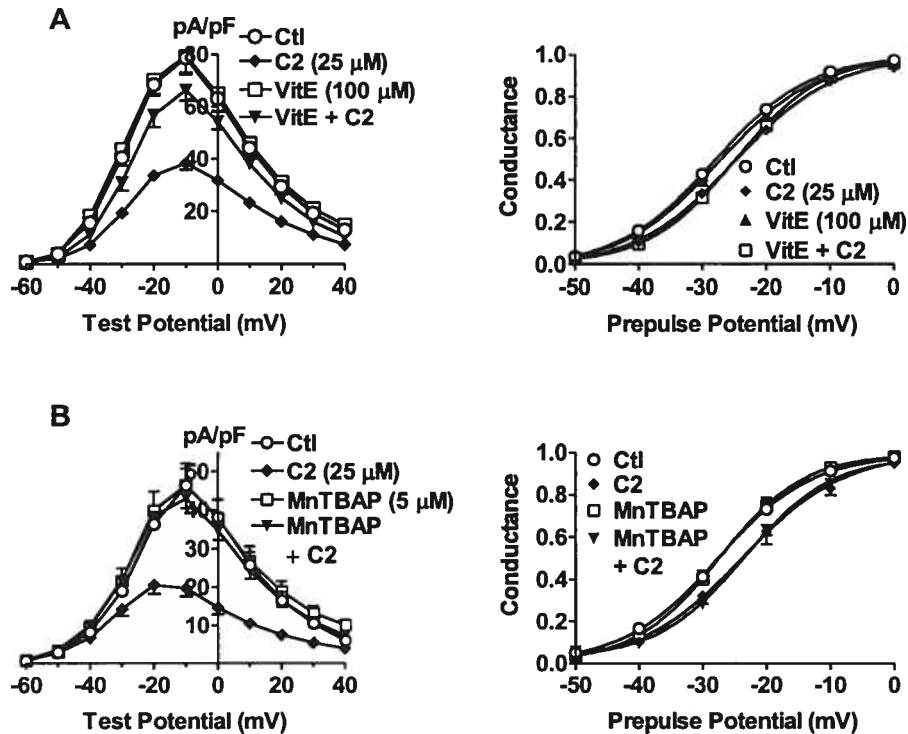 A
pA/pF
Ctl
C2 (25 µM)
VitE (100 µM)
VitE + C2
80
60
40
20
-60 -40 -20 0 20 40
Test Potential (mV)
Conductance
1.0
0.8
0.6
0.4
0.2
0.0
Ctl
C2 (25 µM)
VitE (100 µM)
VitE + C2
-50 -40 -30 -20 -10 0
Prepulse Potential (mV)
B
pA/pF
Ctl
C2 (25 µM)
MnTBAP (5 µM)
MnTBAP
+ C2
50
40
30
20
10
-60 -40 -20 0 20 40
Test Potential (mV)
Conductance
1.0
0.8
0.6
0.4
0.2
0.0
Ctl
C2
MnTBAP
MnTBAP
+ C2
-50 -40 -30 -20 -10 0
Prepulse Potential (mV)